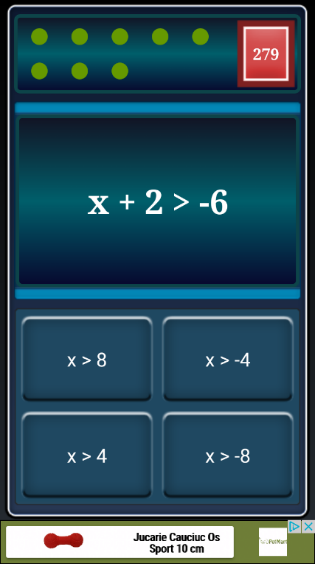 279
x + 2 > -6
x > 8
x > -4
x > 4
x > -8
Jucarie Cauciuc Os
Sport 10 cm